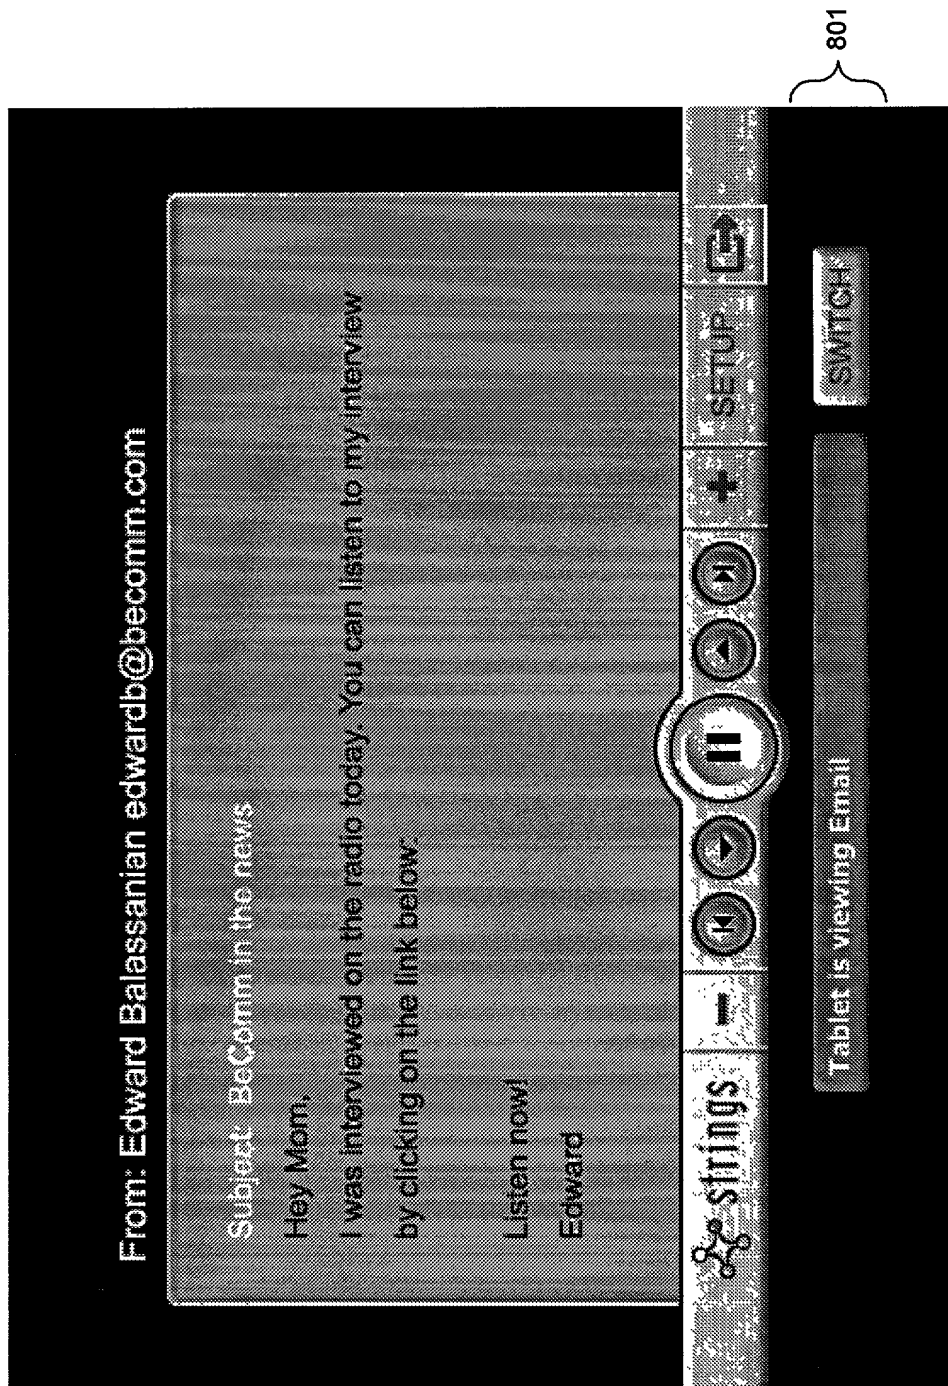 From: Edward Balassanian edwardb@becomm.com
Subject: BeComm in the news
Hey Mom,
I was interviewed on the radio today. You can listen to my interview
by clicking on the link below:
Listen now!
Edward
strings
SETUP
Tablet is viewing Email
SWITCH
801